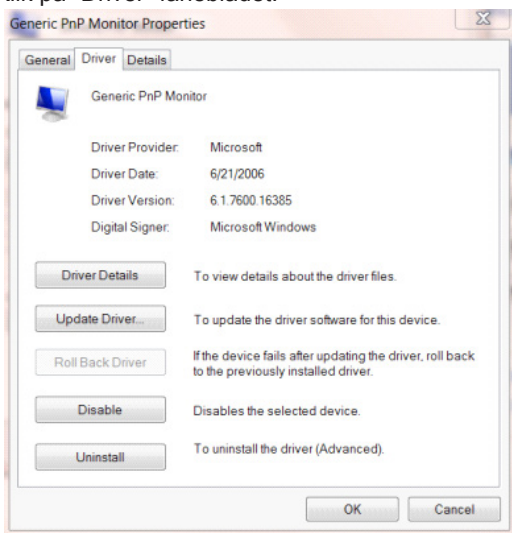 Klik på "Driver"-fanebladet.
Generic PnP Monitor Properties
General Driver Details
Generic PnP Monitor
Driver Provider: Microsoft
Driver Date: 6/21/2006
Driver Version: 6.1.7600.16385
Digital Signer: Microsoft Windows
Driver Details To view details about the driver files.
Update Driver... To update the driver software for this device.
Roll Back Driver If the device fails after updating the driver, roll back
to the previously installed driver.
Disable Disables the selected device.
Uninstall To uninstall the driver (Advanced).
OK Cancel